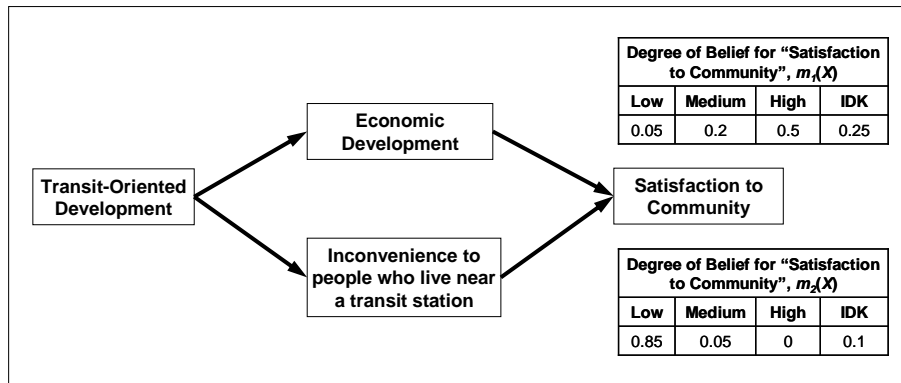 Degree of Belief for “Satisfaction
to Community”, m₁(X)
Low Medium High IDK
0.05 0.2 0.5 0.25
Economic
Development
Transit-Oriented
Development
Satisfaction to
Community
Inconvenience to
people who live near
a transit station
Degree of Belief for “Satisfaction
to Community”, m₂(X)
Low Medium High IDK
0.85 0.05 0 0.1